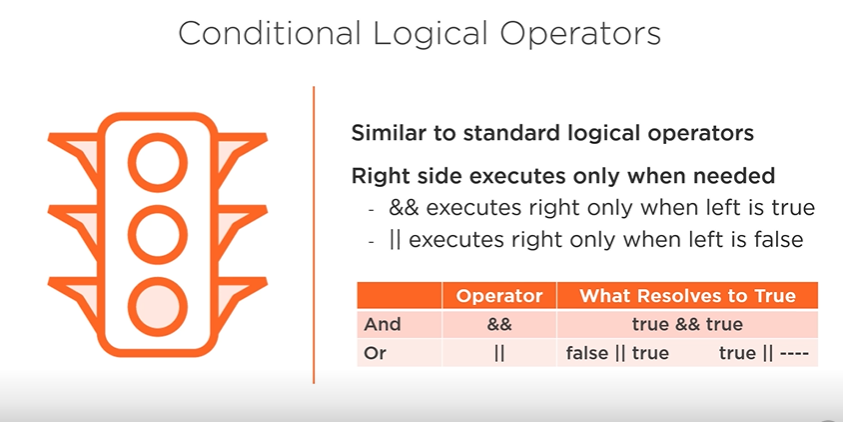 Conditional Logical Operators
Similar to standard logical operators
Right side executes only when needed
- && executes right only when left is true
- || executes right only when left is false
Operator What Resolves to True
And && true && true
Or || false || true true || ----